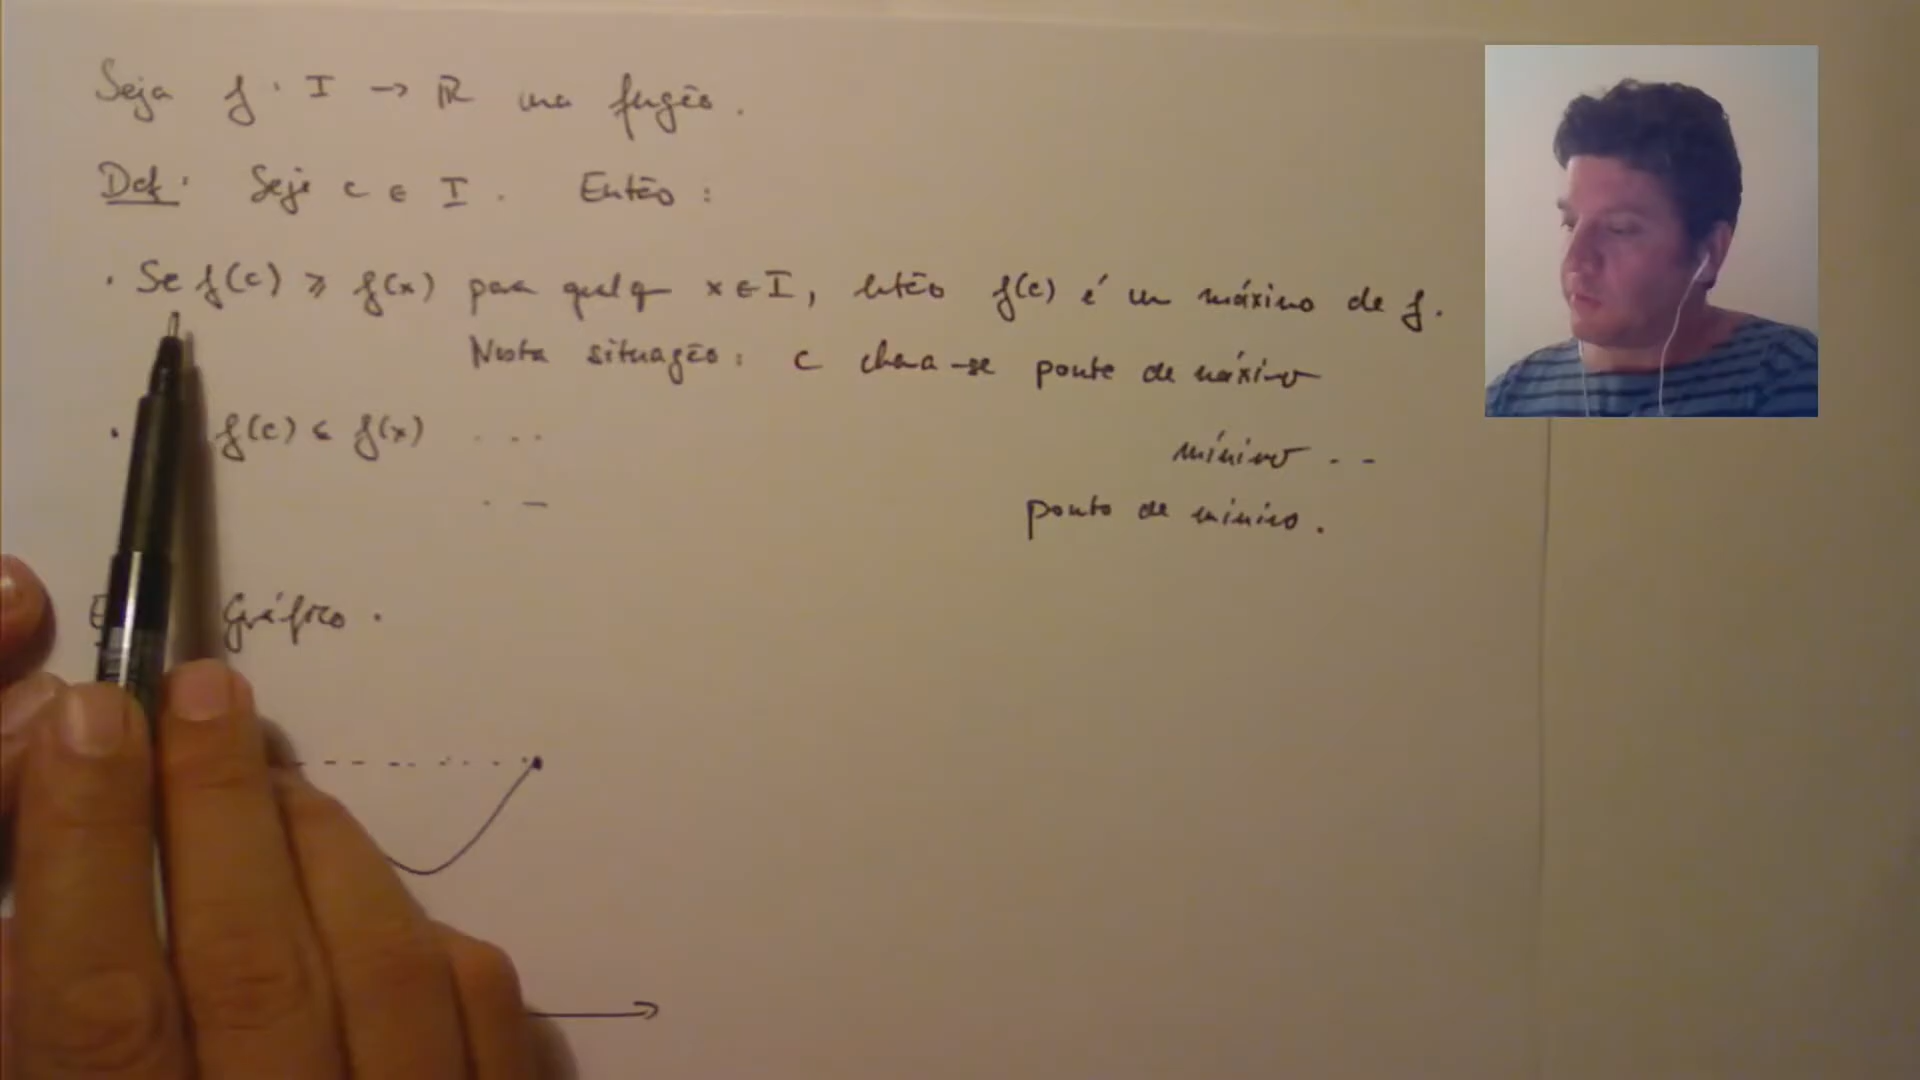 Seja f : I → ℝ uma função.
Def: Seja c ∈ I. Então:
· Se f(c) ≥ f(x) para qualq x ∈ I, então f(c) é um máximo de f.
Nesta situação: c chama-se ponto de máximo
· f(c) ≤ f(x) ... mínimo - -
. - ponto de mínimo.
Gráfico.